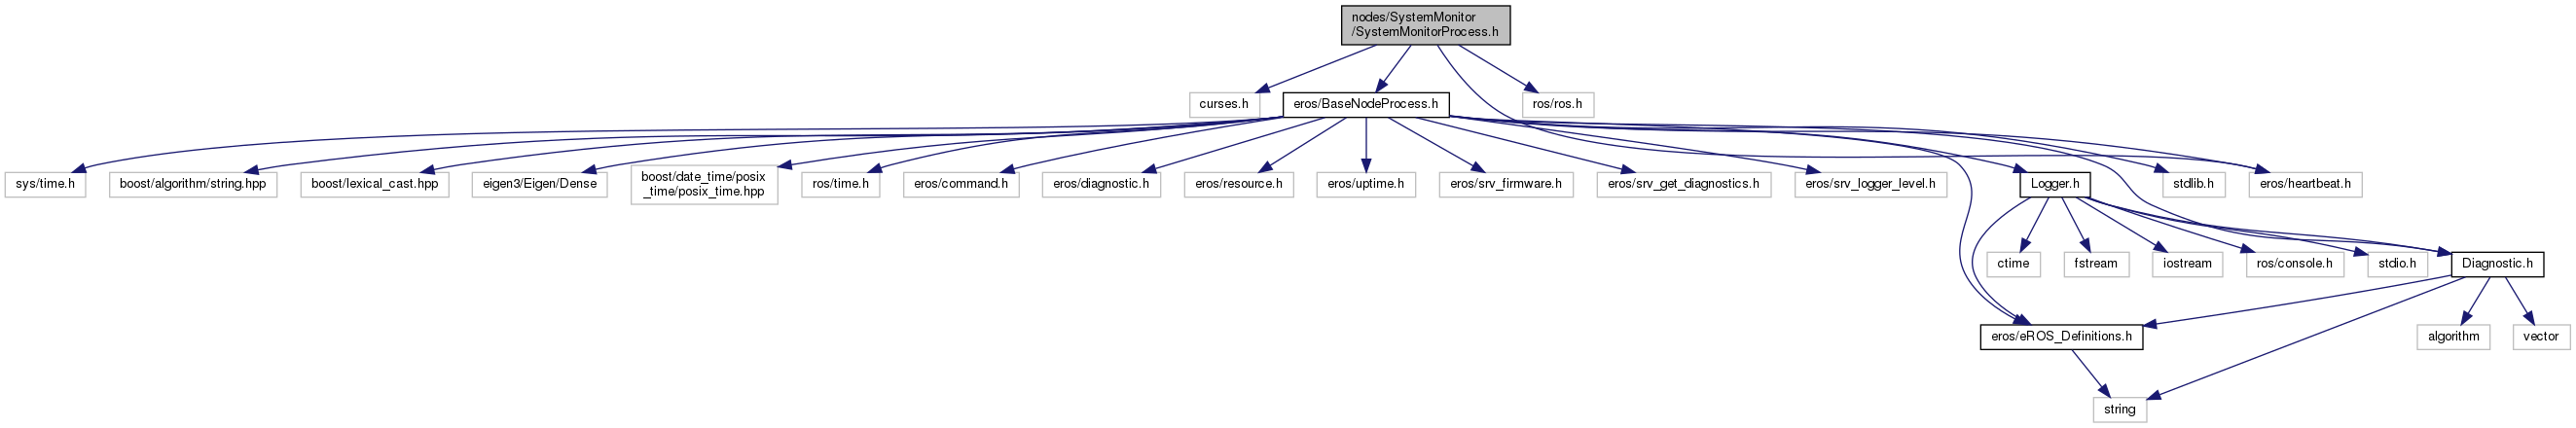 nodes/SystemMonitor
/SystemMonitorProcess.h
curses.h
eros/BaseNodeProcess.h
ros/ros.h
sys/time.h
boost/algorithm/string.hpp
boost/lexical_cast.hpp
eigen3/Eigen/Dense
boost/date_time/posix
_time/posix_time.hpp
ros/time.h
eros/command.h
eros/diagnostic.h
eros/resource.h
eros/uptime.h
eros/srv_firmware.h
eros/srv_get_diagnostics.h
eros/srv_logger_level.h
Logger.h
stdlib.h
eros/heartbeat.h
ctime
fstream
iostream
ros/console.h
stdio.h
Diagnostic.h
eros/eROS_Definitions.h
algorithm
vector
string